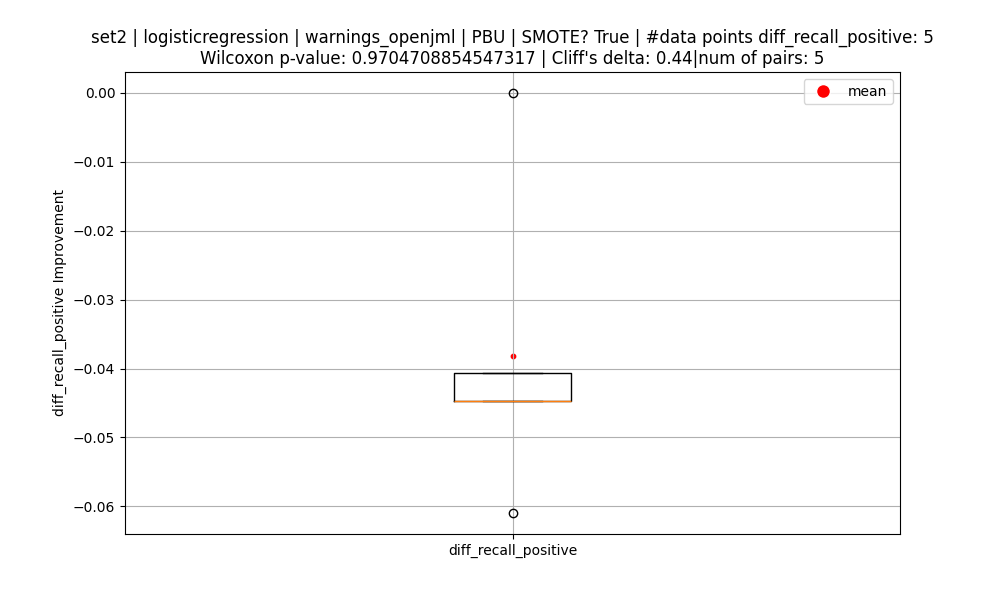 set2 | logisticregression | warnings_openjml | PBU | SMOTE? True | #data points diff_recall_positive: 5
Wilcoxon p-value: 0.9704708854547317 | Cliff's delta: 0.44|num of pairs: 5
mean
0.00
−0.01
−0.02
−0.03
−0.04
−0.05
−0.06
diff_recall_positive Improvement
diff_recall_positive